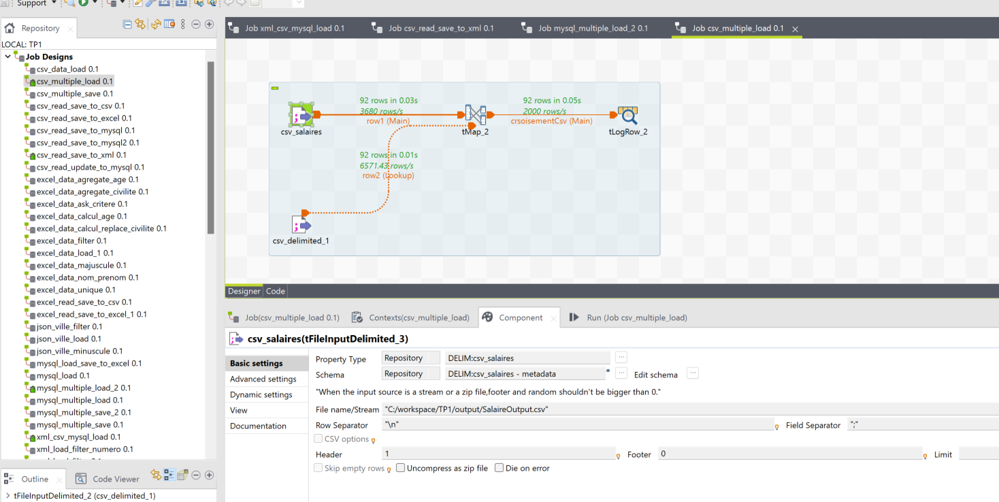 Support
Repository
LOCAL: TP1
Job Designs
csv_data_load 0.1
csv_multiple_load 0.1
csv_multiple_save 0.1
csv_read_save_to_csv 0.1
csv_read_save_to_excel 0.1
csv_read_save_to_mysql 0.1
csv_read_save_to_mysql2 0.1
csv_read_save_to_xml 0.1
csv_read_update_to_mysql 0.1
excel_data_agregate_age 0.1
excel_data_agregate_civilite 0.1
excel_data_ask_critere 0.1
excel_data_calcul_age 0.1
excel_data_calcul_replace_civilite 0.1
excel_data_filter 0.1
excel_data_load_1 0.1
excel_data_majuscule 0.1
excel_data_nom_prenom 0.1
excel_data_unique 0.1
excel_read_save_to_csv 0.1
excel_read_save_to_excel_1 0.1
json_ville_filter 0.1
json_ville_load 0.1
json_ville_minuscule 0.1
mysql_load_save_to_excel 0.1
mysql_load 0.1
mysql_multiple_load_2 0.1
mysql_multiple_load 0.1
mysql_multiple_save_2 0.1
mysql_multiple_save 0.1
xml_csv_mysql_load 0.1
xml_load_filter_numero 0.1
Outline
Code Viewer
tFileInputDelimited_2 (csv_delimited_1)
Job xml_csv_mysql_load 0.1
Job csv_read_save_to_xml 0.1
Job mysql_multiple_load_2 0.1
Job csv_multiple_load 0.1
92 rows in 0.03s
3680 rows/s
row1 (Main)
92 rows in 0.05s
2000 rows/s
crsoisementCsv (Main)
csv_salaires
tMap_2
tLogRow_2
92 rows in 0.01s
6571.43 rows/s
row2 (Lookup)
csv_delimited_1
Designer
Code
Job(csv_multiple_load 0.1)
Contexts(csv_multiple_load)
Component
Run (Job csv_multiple_load)
csv_salaires(tFileInputDelimited_3)
Basic settings
Advanced settings
Dynamic settings
View
Documentation
Property Type Repository DELIM:csv_salaires ...
Schema Repository DELIM:csv_salaires - metadata * ... Edit schema ...
"When the input source is a stream or a zip file,footer and random shouldn't be bigger than 0."
File name/Stream "C:/workspace/TP1/output/SalaireOutput.csv"
Row Separator "\n" Field Separator ";"
CSV options
Header 1 Footer 0 Limit
Skip empty rows Uncompress as zip file Die on error